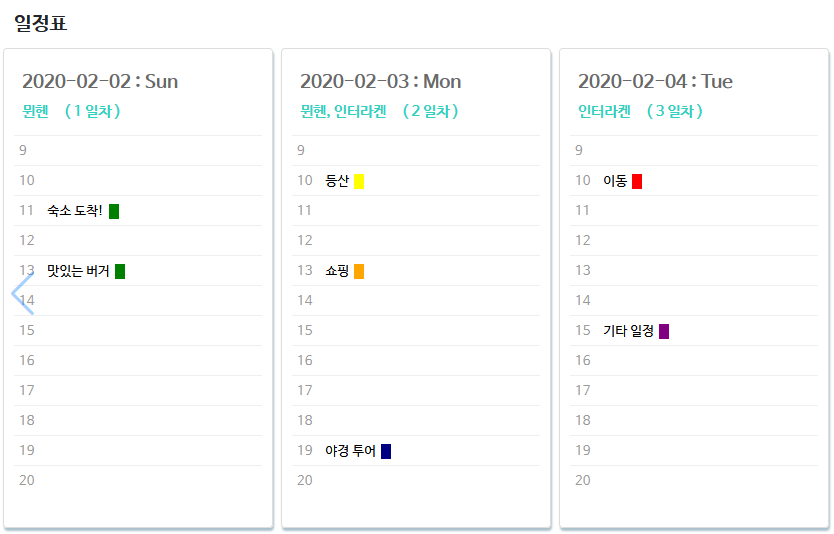 일정표
2020-02-02 : Sun
뮌헨 ( 1 일차 )
9
10
11 숙소 도착!
12
13 맛있는 버거
14
15
16
17
18
19
20
2020-02-03 : Mon
뮌헨, 인터라켄 ( 2 일차 )
9
10 등산
11
12
13 쇼핑
14
15
16
17
18
19 야경 투어
20
2020-02-04 : Tue
인터라켄 ( 3 일차 )
9
10 이동
11
12
13
14
15 기타 일정
16
17
18
19
20